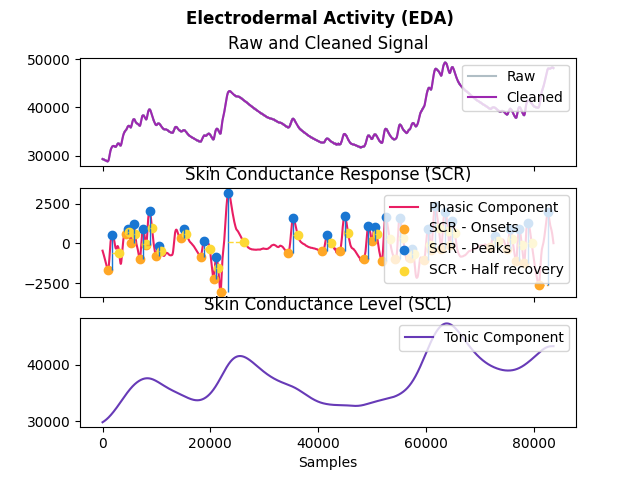 Electrodermal Activity (EDA)
Raw and Cleaned Signal
50000
40000
30000
Raw
Cleaned
Skin Conductance Response (SCR)
2500
0
−2500
Phasic Component
SCR - Onsets
SCR - Peaks
SCR - Half recovery
Skin Conductance Level (SCL)
40000
30000
Tonic Component
0 20000 40000 60000 80000
Samples